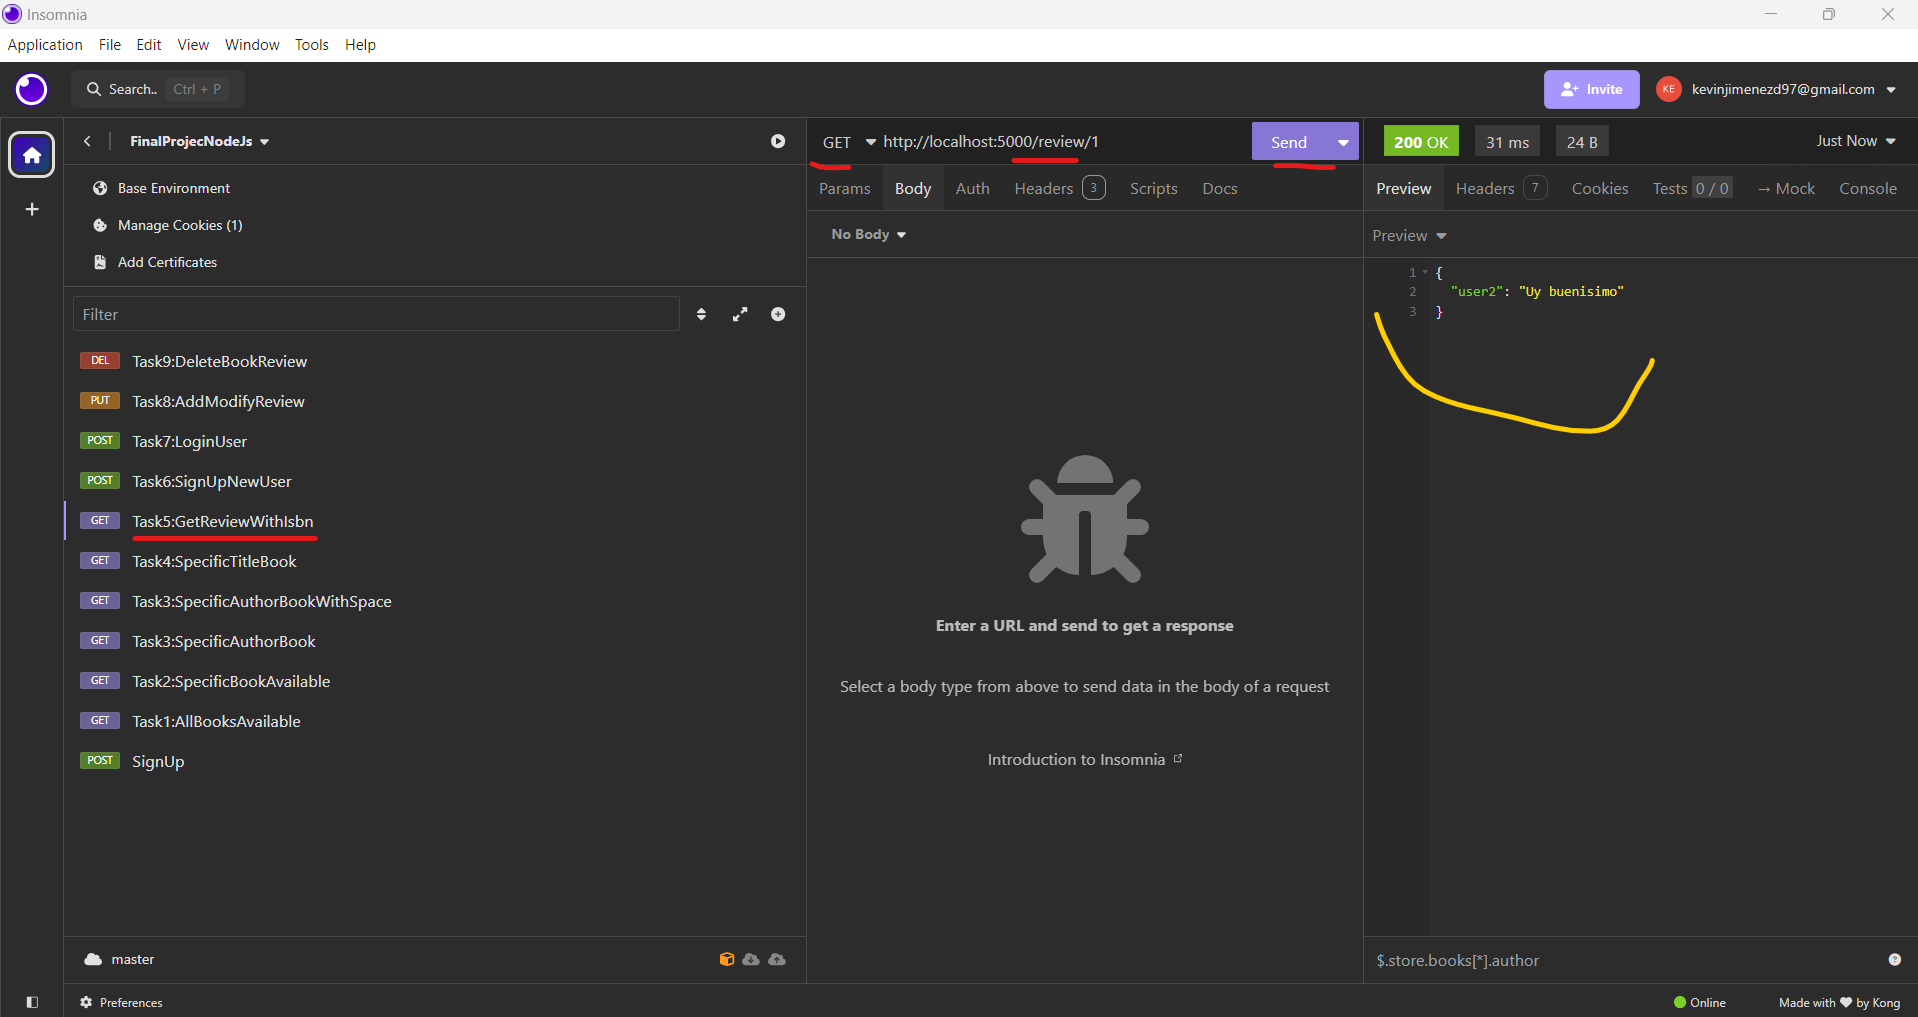 Insomnia
Application File Edit View Window Tools Help
Search.. Ctrl + P
Invite
KE kevinjimenezd97@gmail.com
FinalProjecNodeJs
GET http://localhost:5000/review/1 Send
200 OK 31 ms 24 B Just Now
Base Environment
Manage Cookies (1)
Add Certificates
Params Body Auth Headers 3 Scripts Docs
Preview Headers 7 Cookies Tests 0 / 0 → Mock Console
No Body
Preview
Filter
1 {
2 "user2": "Uy buenisimo"
3 }
DEL Task9:DeleteBookReview
PUT Task8:AddModifyReview
POST Task7:LoginUser
POST Task6:SignUpNewUser
GET Task5:GetReviewWithIsbn
GET Task4:SpecificTitleBook
GET Task3:SpecificAuthorBookWithSpace
GET Task3:SpecificAuthorBook
GET Task2:SpecificBookAvailable
GET Task1:AllBooksAvailable
POST SignUp
Enter a URL and send to get a response
Select a body type from above to send data in the body of a request
Introduction to Insomnia
master
$.store.books[*].author
?
Preferences
Online
Made with ♥ by Kong